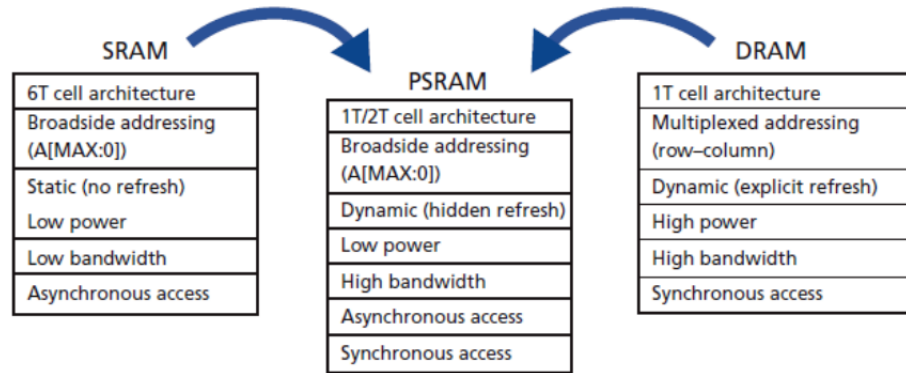 SRAM
6T cell architecture
Broadside addressing
(A[MAX:0])
Static (no refresh)
Low power
Low bandwidth
Asynchronous access
PSRAM
1T/2T cell architecture
Broadside addressing
(A[MAX:0])
Dynamic (hidden refresh)
Low power
High bandwidth
Asynchronous access
Synchronous access
DRAM
1T cell architecture
Multiplexed addressing
(row–column)
Dynamic (explicit refresh)
High power
High bandwidth
Synchronous access